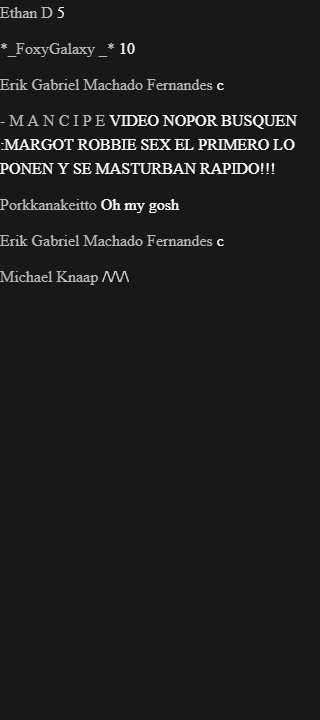 Ethan D 5
*_FoxyGalaxy _* 10
Erik Gabriel Machado Fernandes c
- M A N C I P E VIDEO NOPOR BUSQUEN
:MARGOT ROBBIE SEX EL PRIMERO LO
PONEN Y SE MASTURBAN RAPIDO!!!
Porkkanakeitto Oh my gosh
Erik Gabriel Machado Fernandes c
Michael Knaap /\/\/\